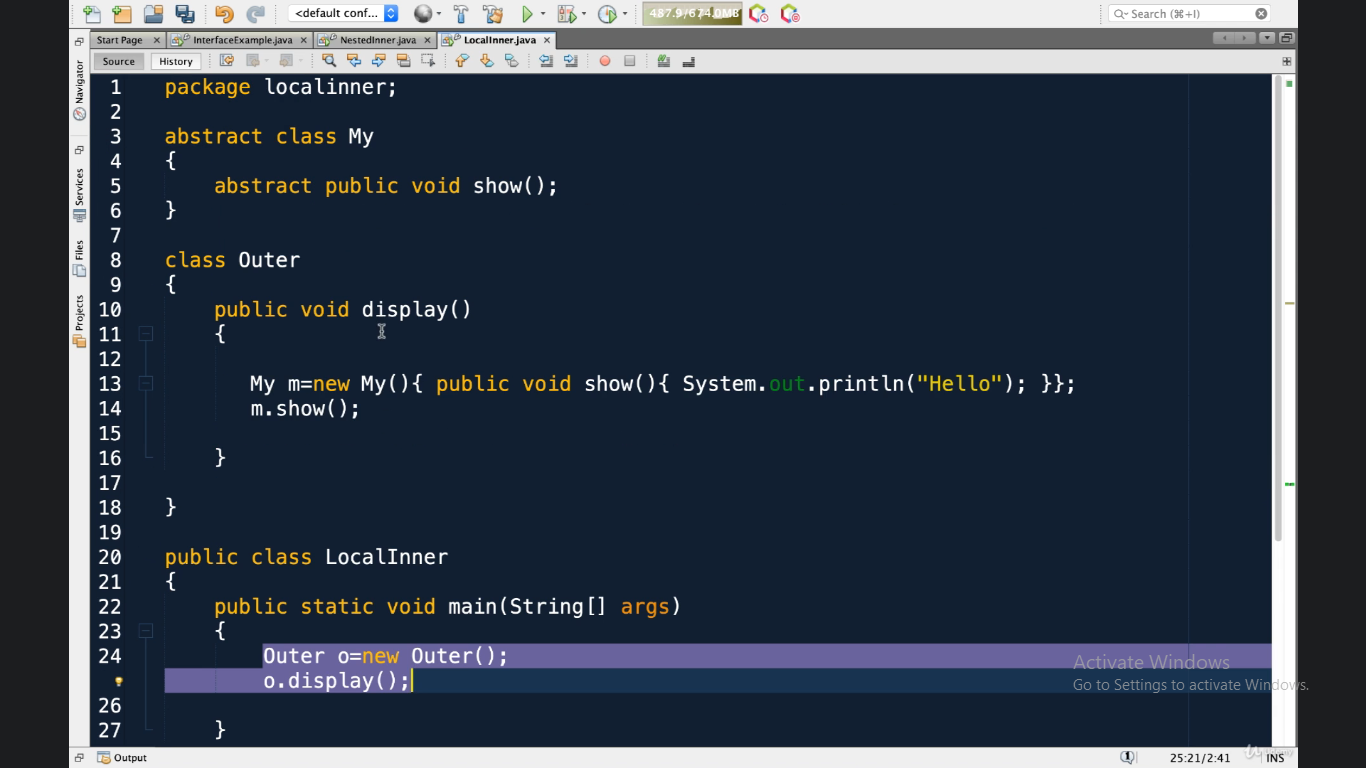 <default conf...
487.9/674.0MB
Search (⌘+I)
Start Page
InterfaceExample.java
NestedInner.java
LocalInner.java
Source
History
Navigator
Services
Files
Projects
1 package localinner;
2
3 abstract class My
4 {
5 abstract public void show();
6 }
7
8 class Outer
9 {
10 public void display()
11 {
12
13 My m=new My(){ public void show(){ System.out.println("Hello"); }};
14 m.show();
15
16 }
17
18 }
19
20 public class LocalInner
21 {
22 public static void main(String[] args)
23 {
24 Outer o=new Outer();
o.display();
26
27 }
Activate Windows
Go to Settings to activate Windows.
Output
1
25:21/2:41
INS